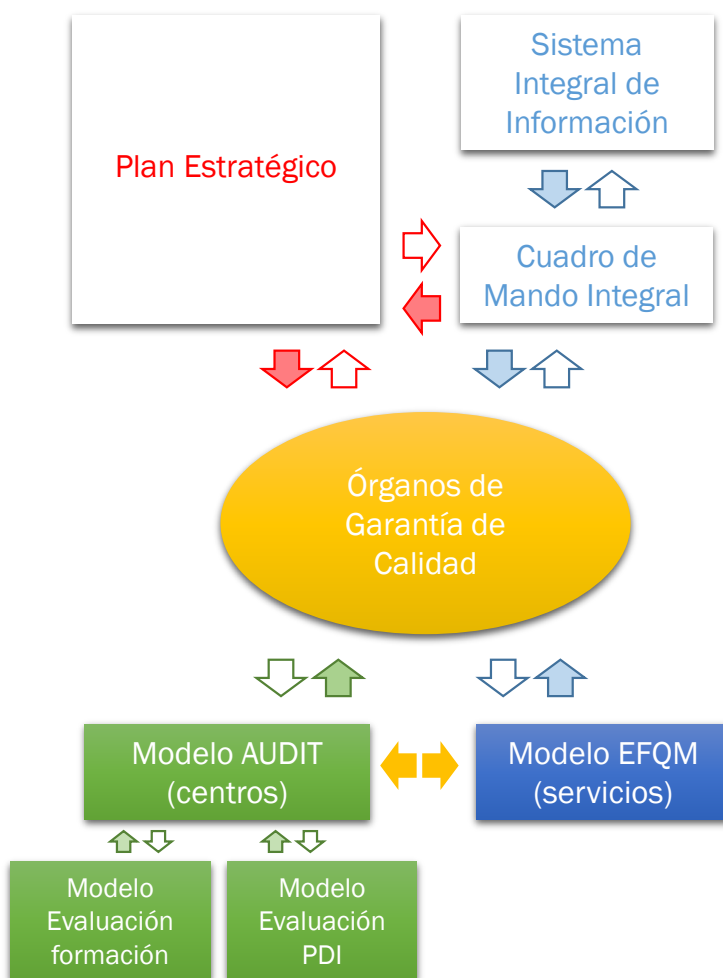 Plan Estratégico
Sistema
Integral de
Información
Cuadro de
Mando Integral
Órganos de
Garantía de
Calidad
Modelo AUDIT
(centros)
Modelo EFQM
(servicios)
Modelo
Evaluación
formación
Modelo
Evaluación
PDI